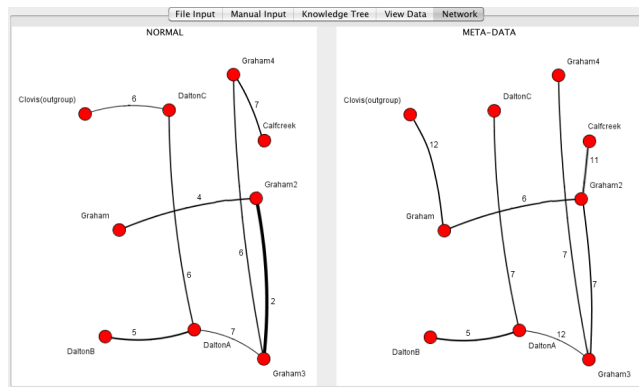 File Input Manual Input Knowledge Tree View Data Network
NORMAL
Graham4
Clovis(outgroup)
6
DaltonC
7
Calfcreek
Graham2
4
Graham
6
6
2
5
7
DaltonB
DaltonA
Graham3
META-DATA
Graham4
Clovis(outgroup)
DaltonC
Calfcreek
12
11
Graham2
6
Graham
7
7
7
5
12
DaltonB
DaltonA
Graham3